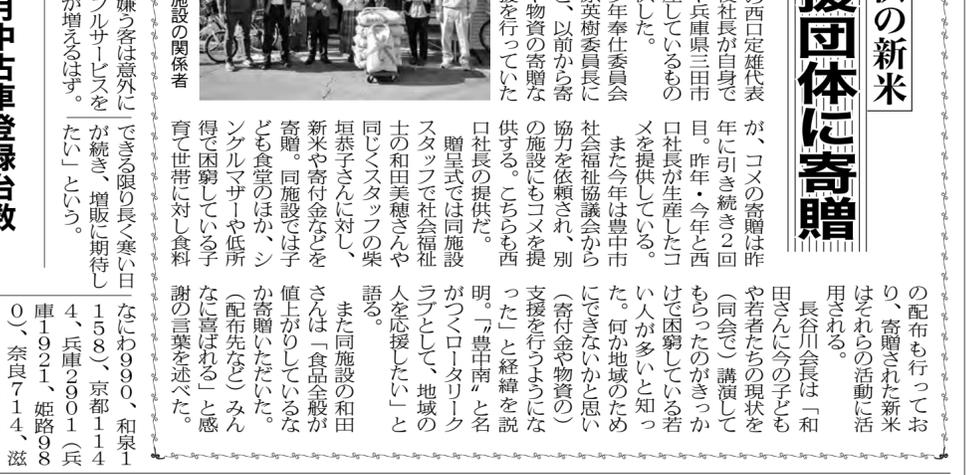 の新米
援団体に寄贈
の西口定雄代表
社長が自身で
兵庫県三田市
産しているもの
供した。
年奉仕委員会
英樹委員長に
、以前から寄
や物資の寄贈な
援を行っていた
施設の関係者
が、コメの寄贈は昨
年に引き続き2回
目。昨年・今年と西
口社長が生産したコ
メを提供している。
また今年は豊中市
社会福祉協議会から
協力を依頼され、別
の施設にもコメを提
供する。こちらも西
口社長の提供だ。
贈呈式では同施設
スタッフで社会福祉
士の和田美穂さんや
同じくスタッフの柴
垣恭子さんに対し、
新米や寄付金などを
寄贈。同施設では子
ども食堂のほか、シ
ングルマザーや低所
得で困窮している子
育て世帯に対し食料
の配布も行ってお
り、寄贈された新米
はそれらの活動に活
用される。
長谷川会長は「和
田さんに今の子ども
や若者たちの現状を
（同会で）講演して
もらったのがきっか
けで困窮している若
い人が多いと知っ
た。何か地域のため
にできないかと思い
（寄付金や物資の）
支援を行うようにな
った」と経緯を説
明。「〝豊中南〟と名
がつくロータリーク
ラブとして、地域の
人を応援したい」と
語る。
また同施設の和田
さんは「食品全般が
値上がりしているな
か寄贈いただいた。
（配布先など）みん
なに喜ばれる」と感
謝の言葉を述べた。
嫌う客は意外に
フルサービスを
が増えるはず。
できる限り長く寒い日
が続き、増販に期待し
たい」という。
月中古車登録台数
なにわ990、和泉1
158）、京都114
4、兵庫2901（兵
庫1921、姫路98
0）、奈良714、滋